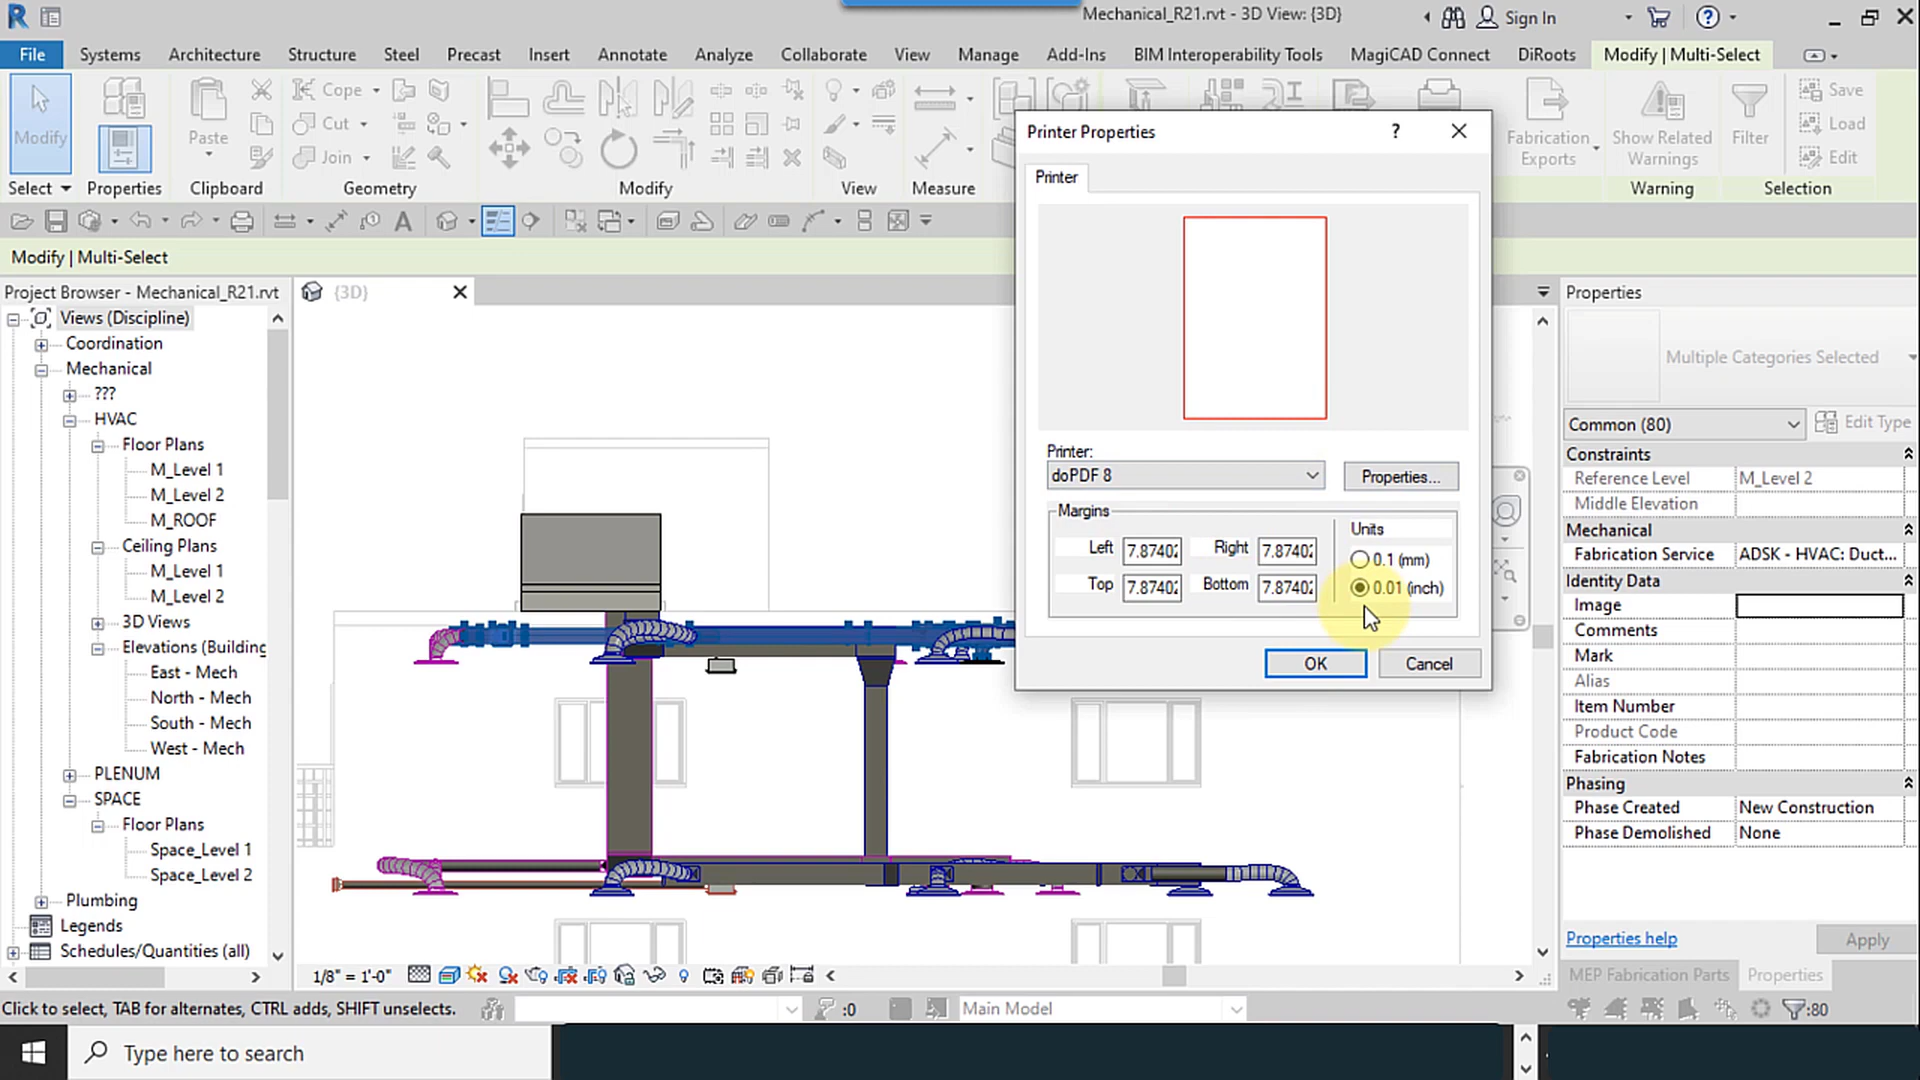 Mechanical_R21.rvt - 3D View: {3D}
Sign In
File
Systems
Architecture
Structure
Steel
Precast
Insert
Annotate
Analyze
Collaborate
View
Manage
Add-Ins
BIM Interoperability Tools
MagiCAD Connect
DiRoots
Modify | Multi-Select
Modify
Paste
Cope
Cut
Join
Fabrication
Exports
Show Related
Warnings
Filter
Save
Load
Edit
Select
Properties
Clipboard
Geometry
Modify
View
Measure
Warning
Selection
Modify | Multi-Select
Project Browser - Mechanical_R21.rvt
Views (Discipline)
Coordination
Mechanical
???
HVAC
Floor Plans
M_Level 1
M_Level 2
M_ROOF
Ceiling Plans
M_Level 1
M_Level 2
3D Views
Elevations (Building
East - Mech
North - Mech
South - Mech
West - Mech
PLENUM
SPACE
Floor Plans
Space_Level 1
Space_Level 2
Plumbing
Legends
Schedules/Quantities (all)
{3D}
Printer Properties
?
Printer
Printer:
doPDF 8
Properties...
Margins
Left
7.87402
Right
7.87402
Top
7.87402
Bottom
7.87402
Units
0.1 (mm)
0.01 (inch)
OK
Cancel
Properties
Multiple Categories Selected
Common (80)
Edit Type
Constraints
Reference Level
M_Level 2
Middle Elevation
Mechanical
Fabrication Service
ADSK - HVAC: Duct...
Identity Data
Image
Comments
Mark
Alias
Item Number
Product Code
Fabrication Notes
Phasing
Phase Created
New Construction
Phase Demolished
None
Properties help
Apply
MEP Fabrication Parts
Properties
1/8" = 1'-0"
Click to select, TAB for alternates, CTRL adds, SHIFT unselects.
:0
Main Model
:80
Type here to search